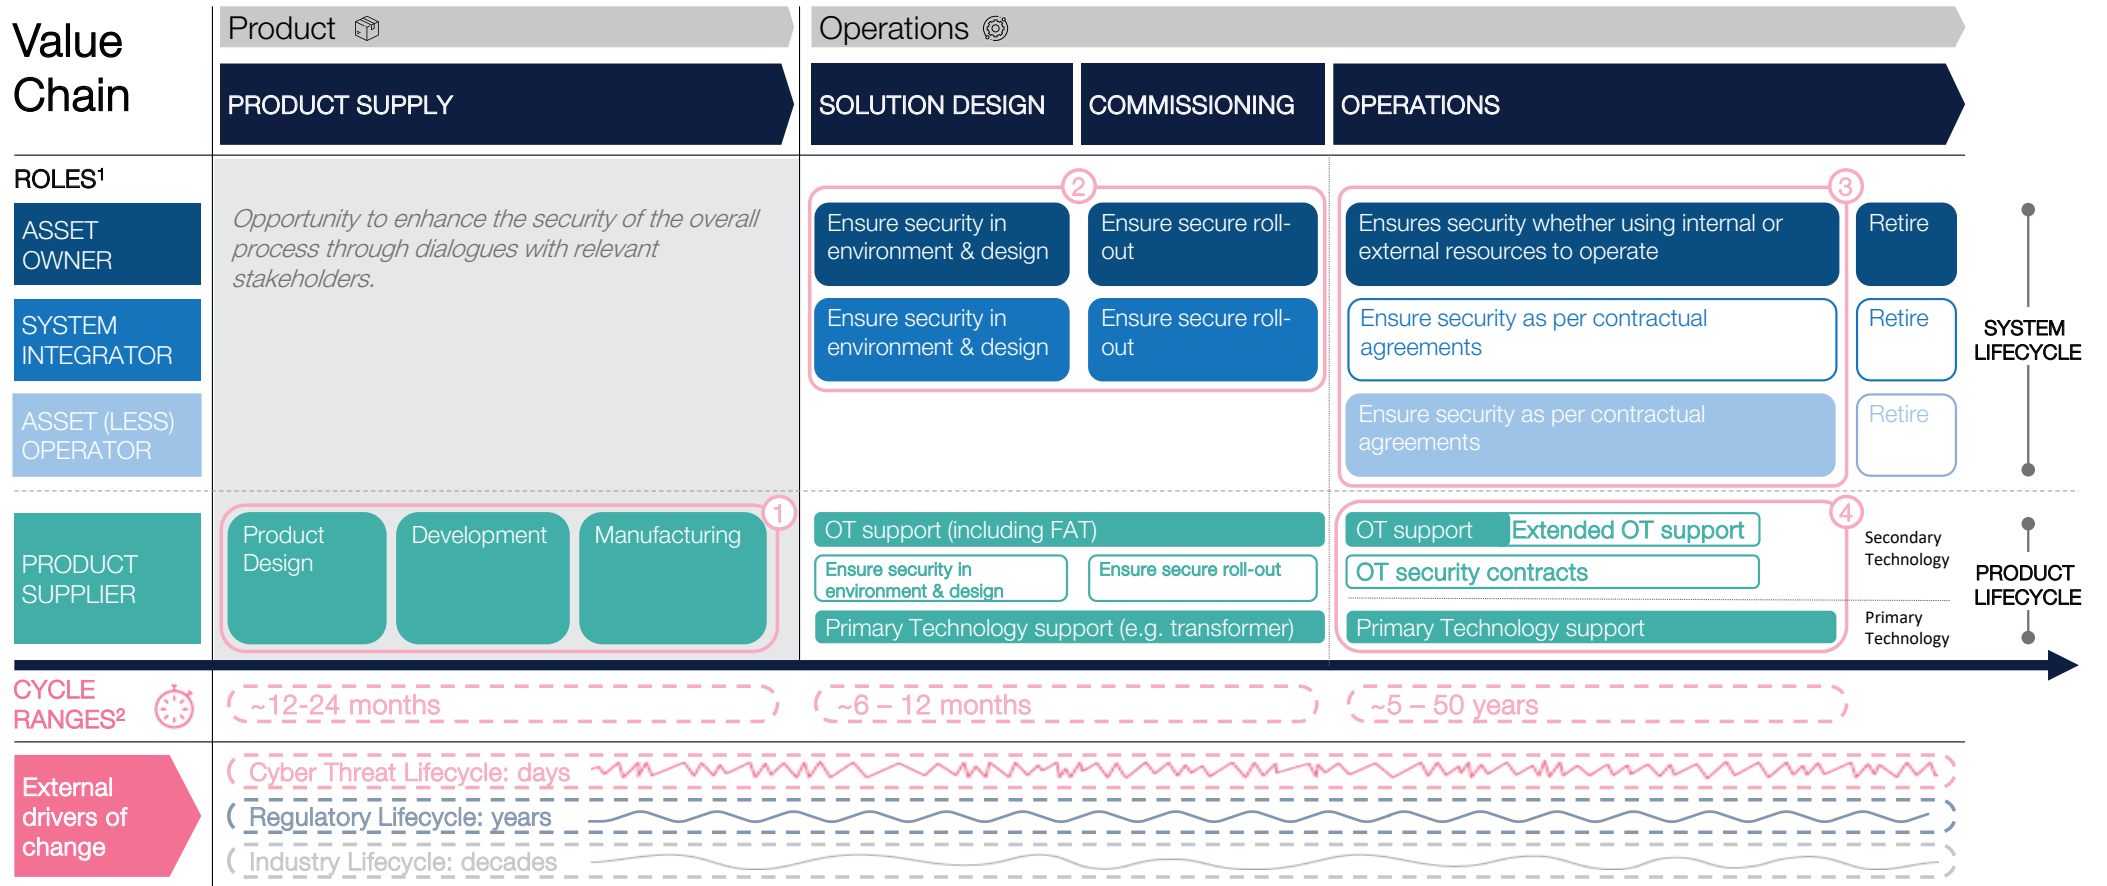 Value
Chain
Product
Operations
PRODUCT SUPPLY
SOLUTION DESIGN
COMMISSIONING
OPERATIONS
ROLES¹
ASSET
OWNER
Opportunity to enhance the security of the overall
process through dialogues with relevant
stakeholders.
2
Ensure security in
environment & design
Ensure secure roll-
out
3
Ensures security whether using internal or
external resources to operate
Retire
SYSTEM
INTEGRATOR
Ensure security in
environment & design
Ensure secure roll-
out
Ensure security as per contractual
agreements
Retire
SYSTEM
LIFECYCLE
ASSET (LESS)
OPERATOR
Ensure security as per contractual
agreements
Retire
PRODUCT
SUPPLIER
1
Product
Design
Development
Manufacturing
OT support (including FAT)
Ensure security in
environment & design
Ensure secure roll-out
Primary Technology support (e.g. transformer)
4
OT support
Extended OT support
OT security contracts
Primary Technology support
Secondary
Technology
Primary
Technology
PRODUCT
LIFECYCLE
CYCLE
RANGES²
~12-24 months
~6 – 12 months
~5 – 50 years
External
drivers of
change
Cyber Threat Lifecycle: days
Regulatory Lifecycle: years
Industry Lifecycle: decades